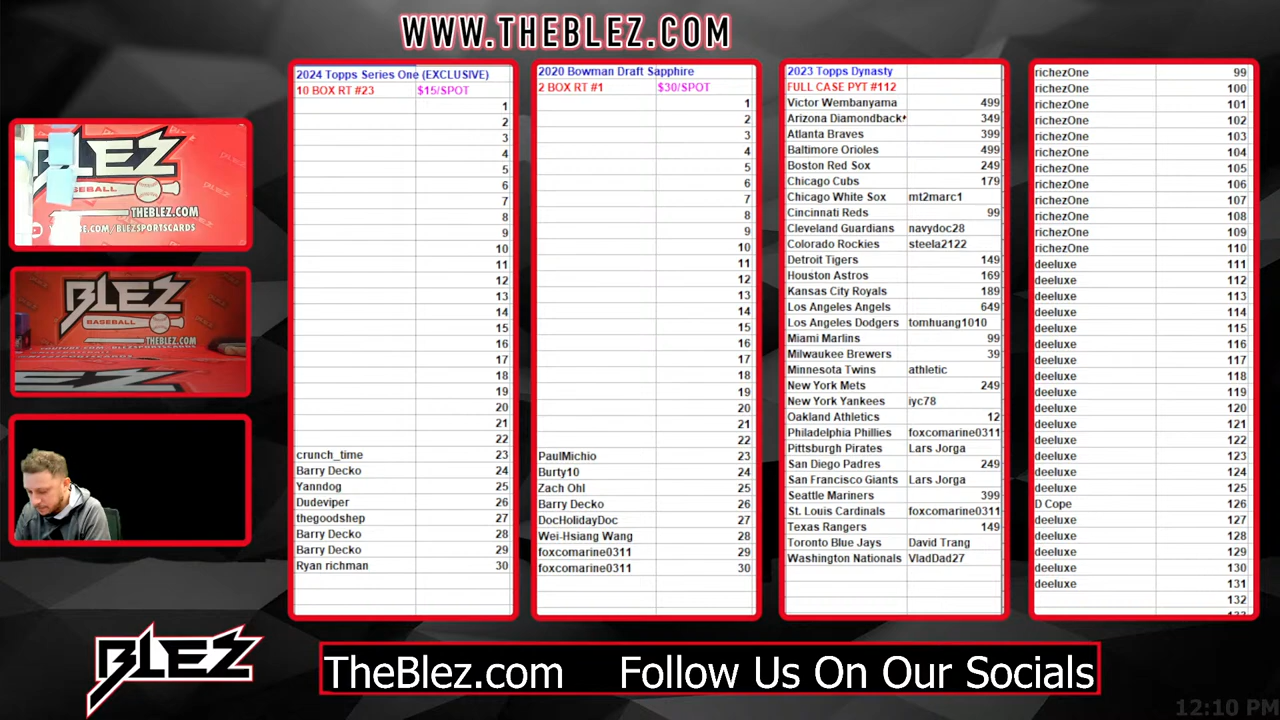 WWW.THEBLEZ.COM
BLEZ
BASEBALL
THEBLEZ.COM
BLEZ
BASEBALL
THEBLEZ.COM
2024 Topps Series One (EXCLUSIVE)
10 BOX RT #23 $15/SPOT
1
2
3
4
5
6
7
8
9
10
11
12
13
14
15
16
17
18
19
20
21
22
crunch_time 23
Barry Decko 24
Yanndog 25
Dudeviper 26
thegoodshep 27
Barry Decko 28
Barry Decko 29
Ryan richman 30
2020 Bowman Draft Sapphire
2 BOX RT #1 $30/SPOT
1
2
3
4
5
6
7
8
9
10
11
12
13
14
15
16
17
18
19
20
21
22
PaulMichio 23
Burty10 24
Zach Ohl 25
Barry Decko 26
DocHolidayDoc 27
Wei-Hsiang Wang 28
foxcomarine0311 29
foxcomarine0311 30
2023 Topps Dynasty
FULL CASE PYT #112
Victor Wembanyama 499
Arizona Diamondback 349
Atlanta Braves 399
Baltimore Orioles 499
Boston Red Sox 249
Chicago Cubs 179
Chicago White Sox mt2marc1
Cincinnati Reds 99
Cleveland Guardians navydoc28
Colorado Rockies steela2122
Detroit Tigers 149
Houston Astros 169
Kansas City Royals 189
Los Angeles Angels 649
Los Angeles Dodgers tomhuang1010
Miami Marlins 99
Milwaukee Brewers 39
Minnesota Twins athletic
New York Mets 249
New York Yankees iyc78
Oakland Athletics 12
Philadelphia Phillies foxcomarine0311
Pittsburgh Pirates Lars Jorga
San Diego Padres 249
San Francisco Giants Lars Jorga
Seattle Mariners 399
St. Louis Cardinals foxcomarine0311
Texas Rangers 149
Toronto Blue Jays David Trang
Washington Nationals VladDad27
richezOne 99
richezOne 100
richezOne 101
richezOne 102
richezOne 103
richezOne 104
richezOne 105
richezOne 106
richezOne 107
richezOne 108
richezOne 109
richezOne 110
deeluxe 111
deeluxe 112
deeluxe 113
deeluxe 114
deeluxe 115
deeluxe 116
deeluxe 117
deeluxe 118
deeluxe 119
deeluxe 120
deeluxe 121
deeluxe 122
deeluxe 123
deeluxe 124
deeluxe 125
D Cope 126
deeluxe 127
deeluxe 128
deeluxe 129
deeluxe 130
deeluxe 131
132
BLEZ
TheBlez.com Follow Us On Our Socials
12:10 PM